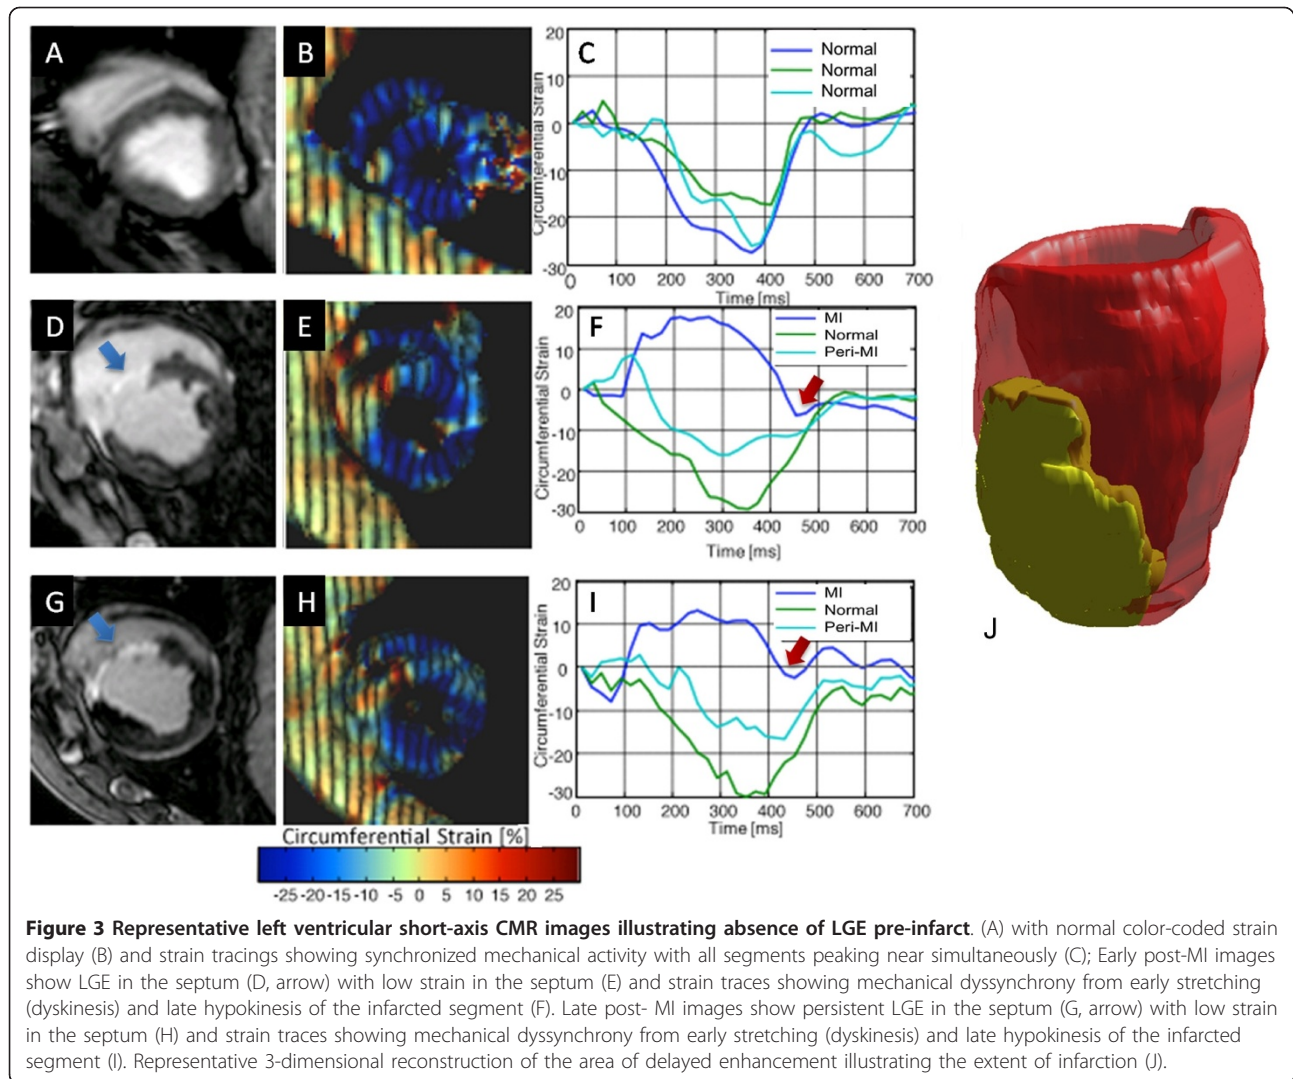 A
B
C
Normal
Normal
Normal
20
10
0
-10
-20
-30
Circumferential Strain
0 100 200 300 400 500 600 700
Time [ms]
D
E
F
MI
Normal
Peri-MI
20
10
0
-10
-20
-30
Circumferential Strain
0 100 200 300 400 500 600 700
Time [ms]
G
H
I
MI
Normal
Peri-MI
20
10
0
-10
-20
-30
Circumferential Strain
0 100 200 300 400 500 600 700
Time [ms]
J
Circumferential Strain [%]
-25 -20 -15 -10 -5 0 5 10 15 20 25
Figure 3 Representative left ventricular short-axis CMR images illustrating absence of LGE pre-infarct. (A) with normal color-coded strain
display (B) and strain tracings showing synchronized mechanical activity with all segments peaking near simultaneously (C); Early post-MI images
show LGE in the septum (D, arrow) with low strain in the septum (E) and strain traces showing mechanical dyssynchrony from early stretching
(dyskinesis) and late hypokinesis of the infarcted segment (F). Late post- MI images show persistent LGE in the septum (G, arrow) with low strain
in the septum (H) and strain traces showing mechanical dyssynchrony from early stretching (dyskinesis) and late hypokinesis of the infarcted
segment (I). Representative 3-dimensional reconstruction of the area of delayed enhancement illustrating the extent of infarction (J).